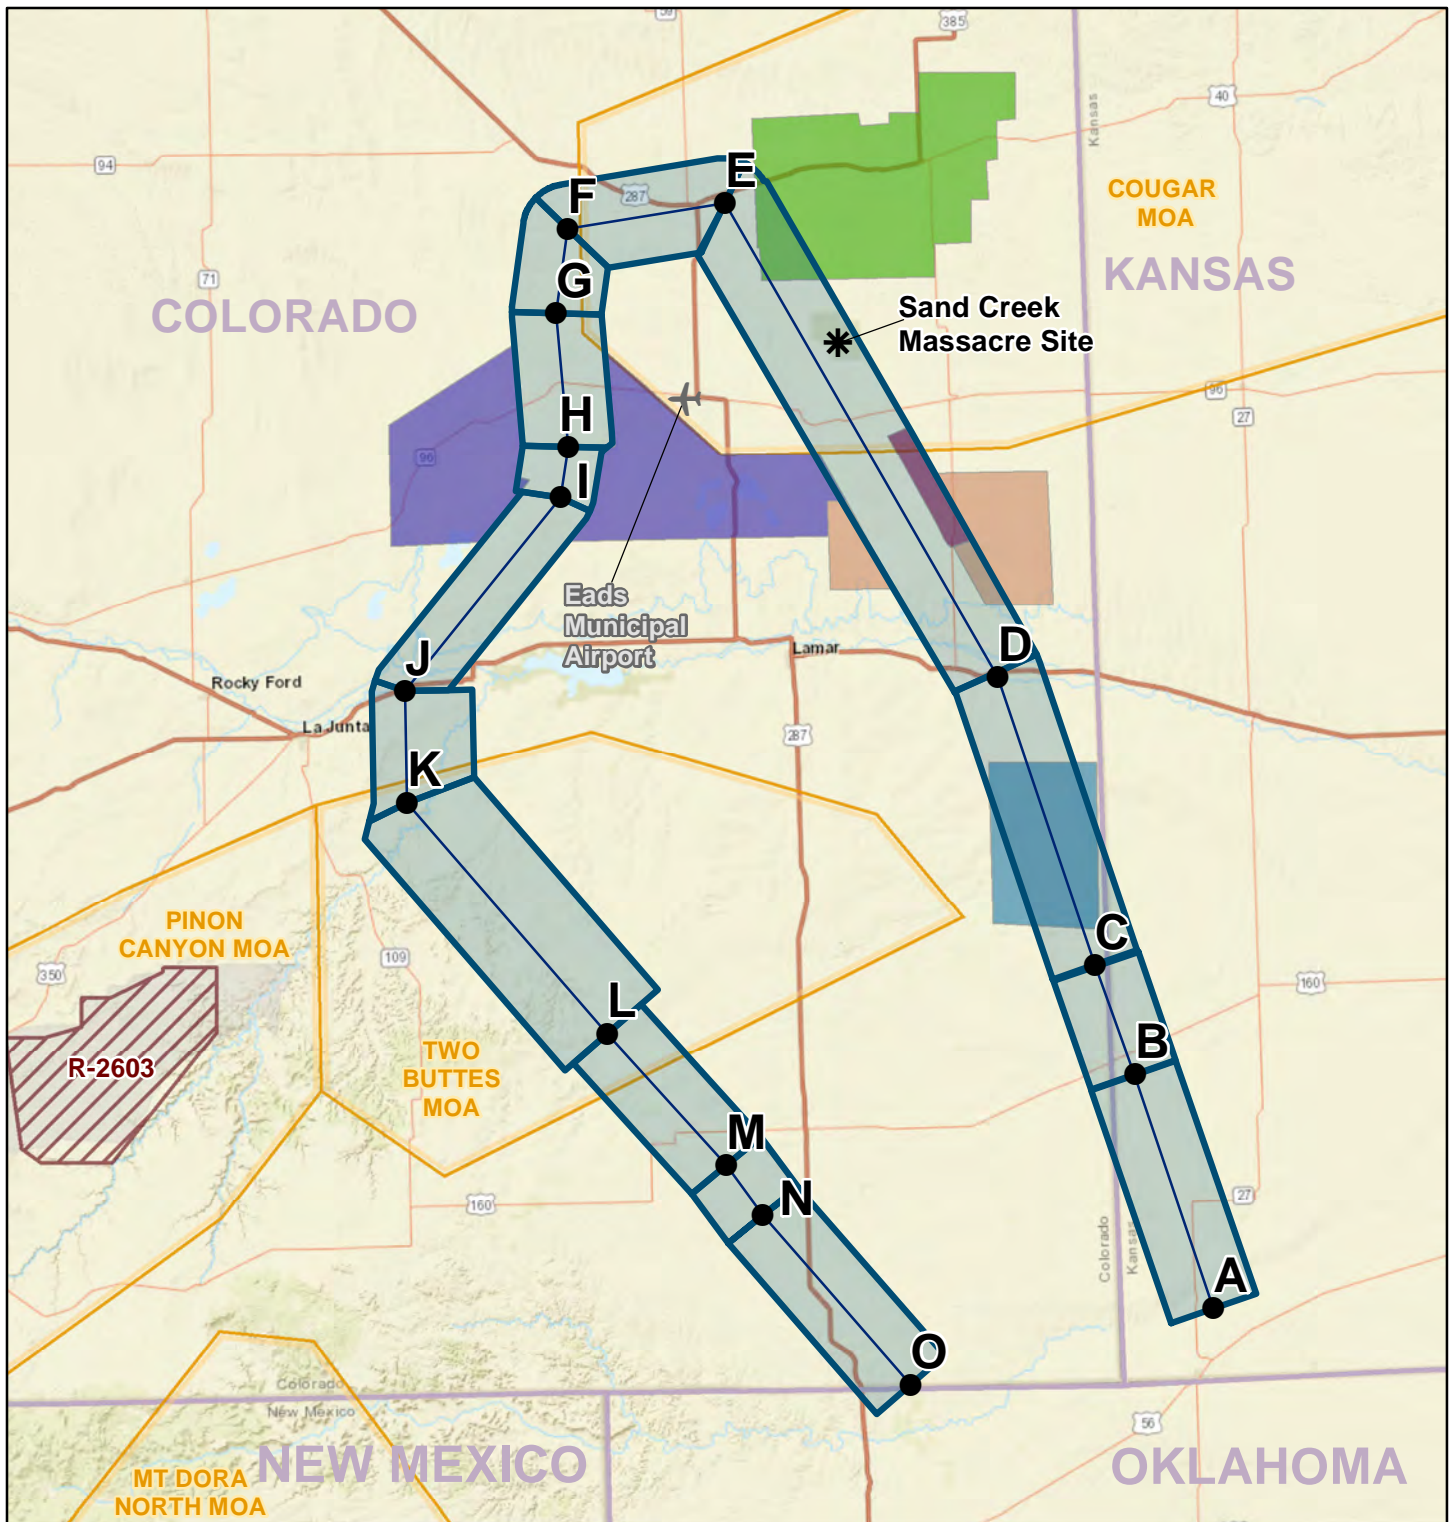 59
385
40
Kansas
94
E
COUGAR
MOA
F
287
KANSAS
71
G
COLORADO
Sand Creek
Massacre Site
96
H
27
96
I
Eads
Municipal
Airport
D
Lamar
J
Rocky Ford
La Junta
287
K
PINON
CANYON MOA
C
109
350
160
L
B
TWO
BUTTES
MOA
R-2603
M
N
160
27
Colorado
Kansas
A
O
Colorado
New Mexico
56
NEW MEXICO
OKLAHOMA
MT DORA
NORTH MOA